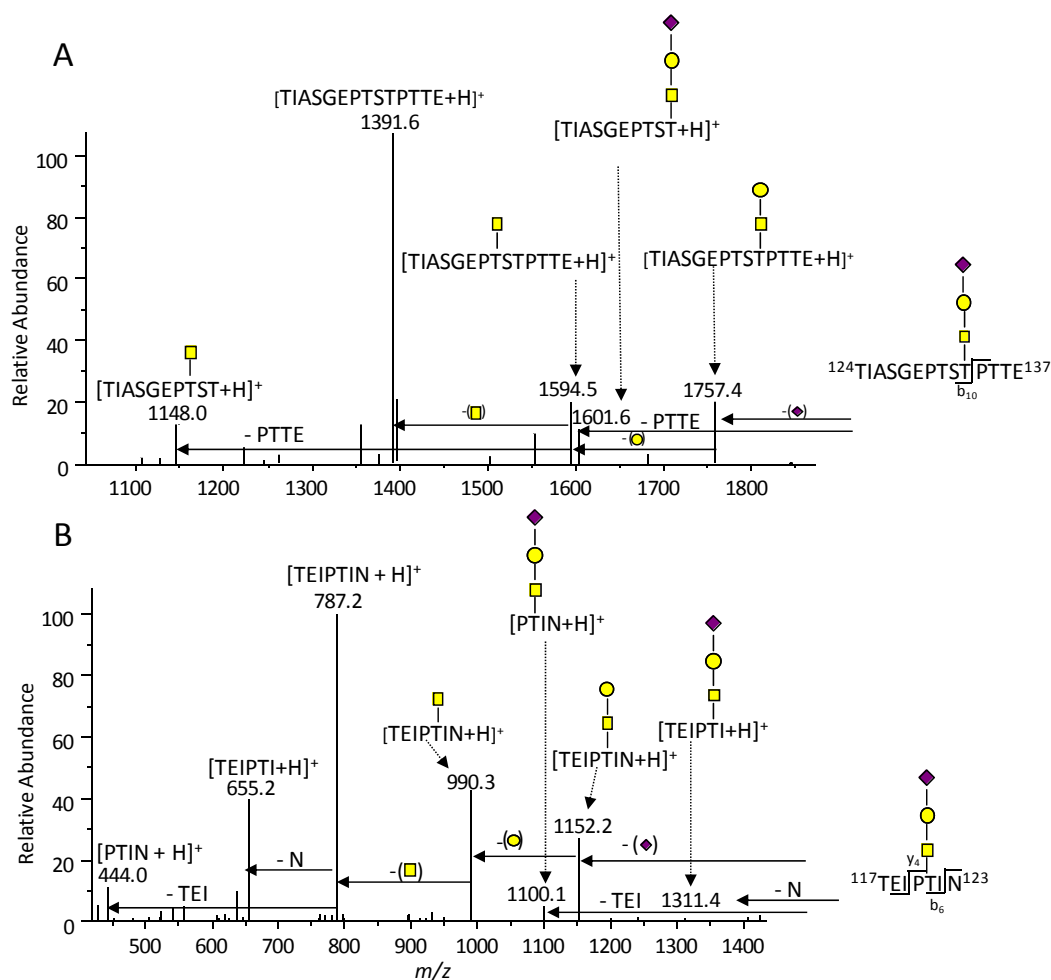 A
[TIASGEPTSTPTTE+H]+
1391.6
[TIASGEPTST+H]+
[TIASGEPTSTPTTE+H]+
[TIASGEPTSTPTTE+H]+
[TIASGEPTST+H]+
1148.0
1594.5
1601.6
1757.4
- PTTE
-( )
- PTTE
-( )
-( )
124TIASGEPTSTPTTE137
b10
Relative Abundance
100
80
60
40
20
0
1100 1200 1300 1400 1500 1600 1700 1800
B
[TEIPTIN + H]+
787.2
[PTIN+H]+
[TEIPTIN+H]+
[TEIPTIN+H]+
[TEIPTI+H]+
[TEIPTI+H]+
655.2
990.3
1152.2
[PTIN + H]+
444.0
- N
-( )
-( )
-( )
1100.1
1311.4
- N
- TEI
- TEI
y4
117TEIPTIN123
b6
Relative Abundance
100
80
60
40
20
0
500 600 700 800 900 1000 1100 1200 1300 1400
m/z